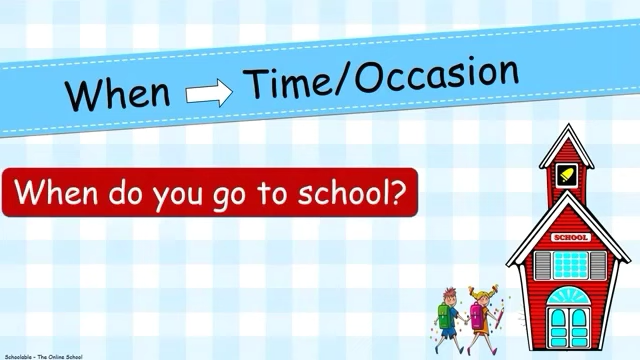 When ➡ Time/Occasion
When do you go to school?
SCHOOL
Schoolable - The Online School